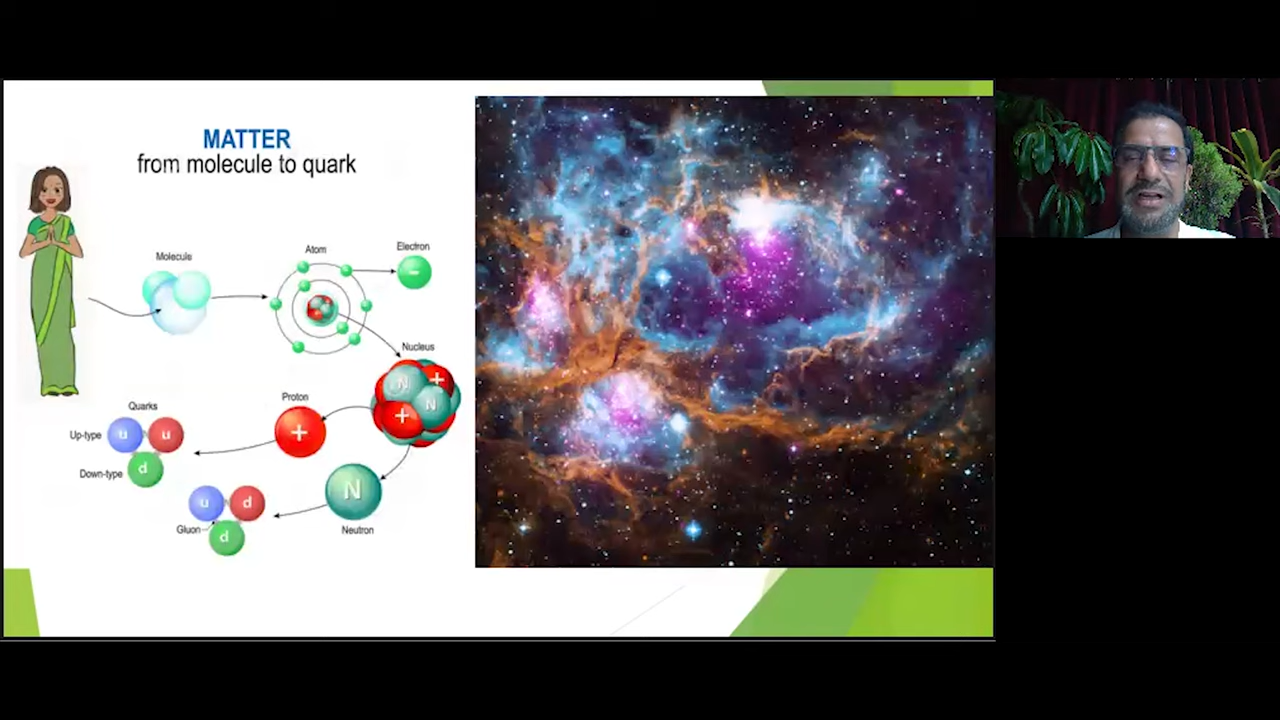 MATTER
from molecule to quark
Molecule
Atom
Electron
-
Nucleus
N
+
N
+
Proton
+
Quarks
Up-type
u
u
Down-type
d
N
Neutron
u
d
Gluon
d